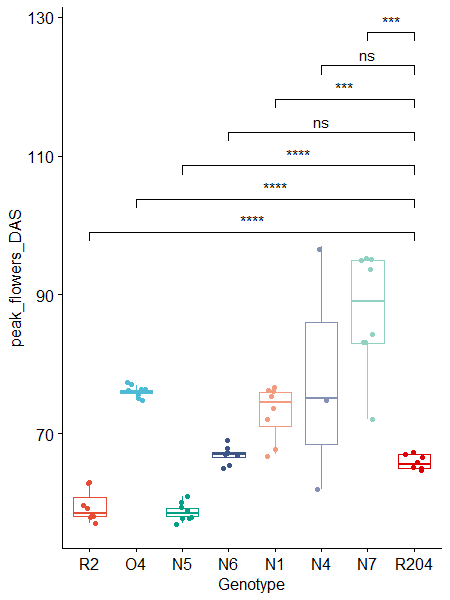 130
***
ns
***
110
ns
****
****
****
peak_flowers_DAS
90
70
R2 O4 N5 N6 N1 N4 N7 R204
Genotype